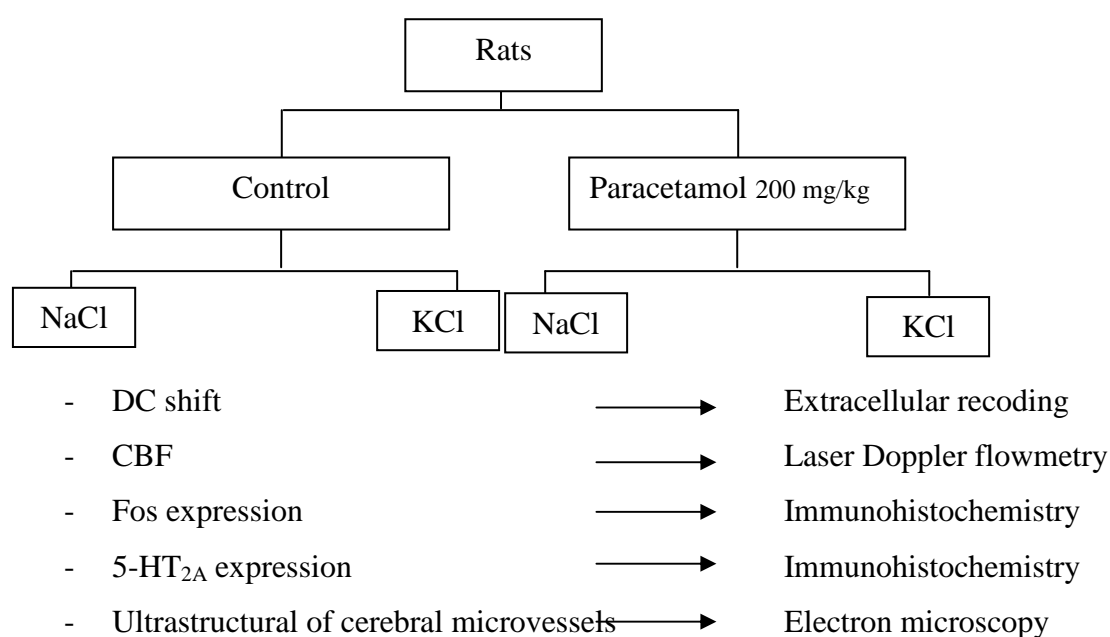 Rats
Control Paracetamol 200 mg/kg
NaCl KCl NaCl KCl
- DC shift Extracellular recoding
- CBF Laser Doppler flowmetry
- Fos expression Immunohistochemistry
- 5-HT2A expression Immunohistochemistry
- Ultrastructural of cerebral microvessels Electron microscopy